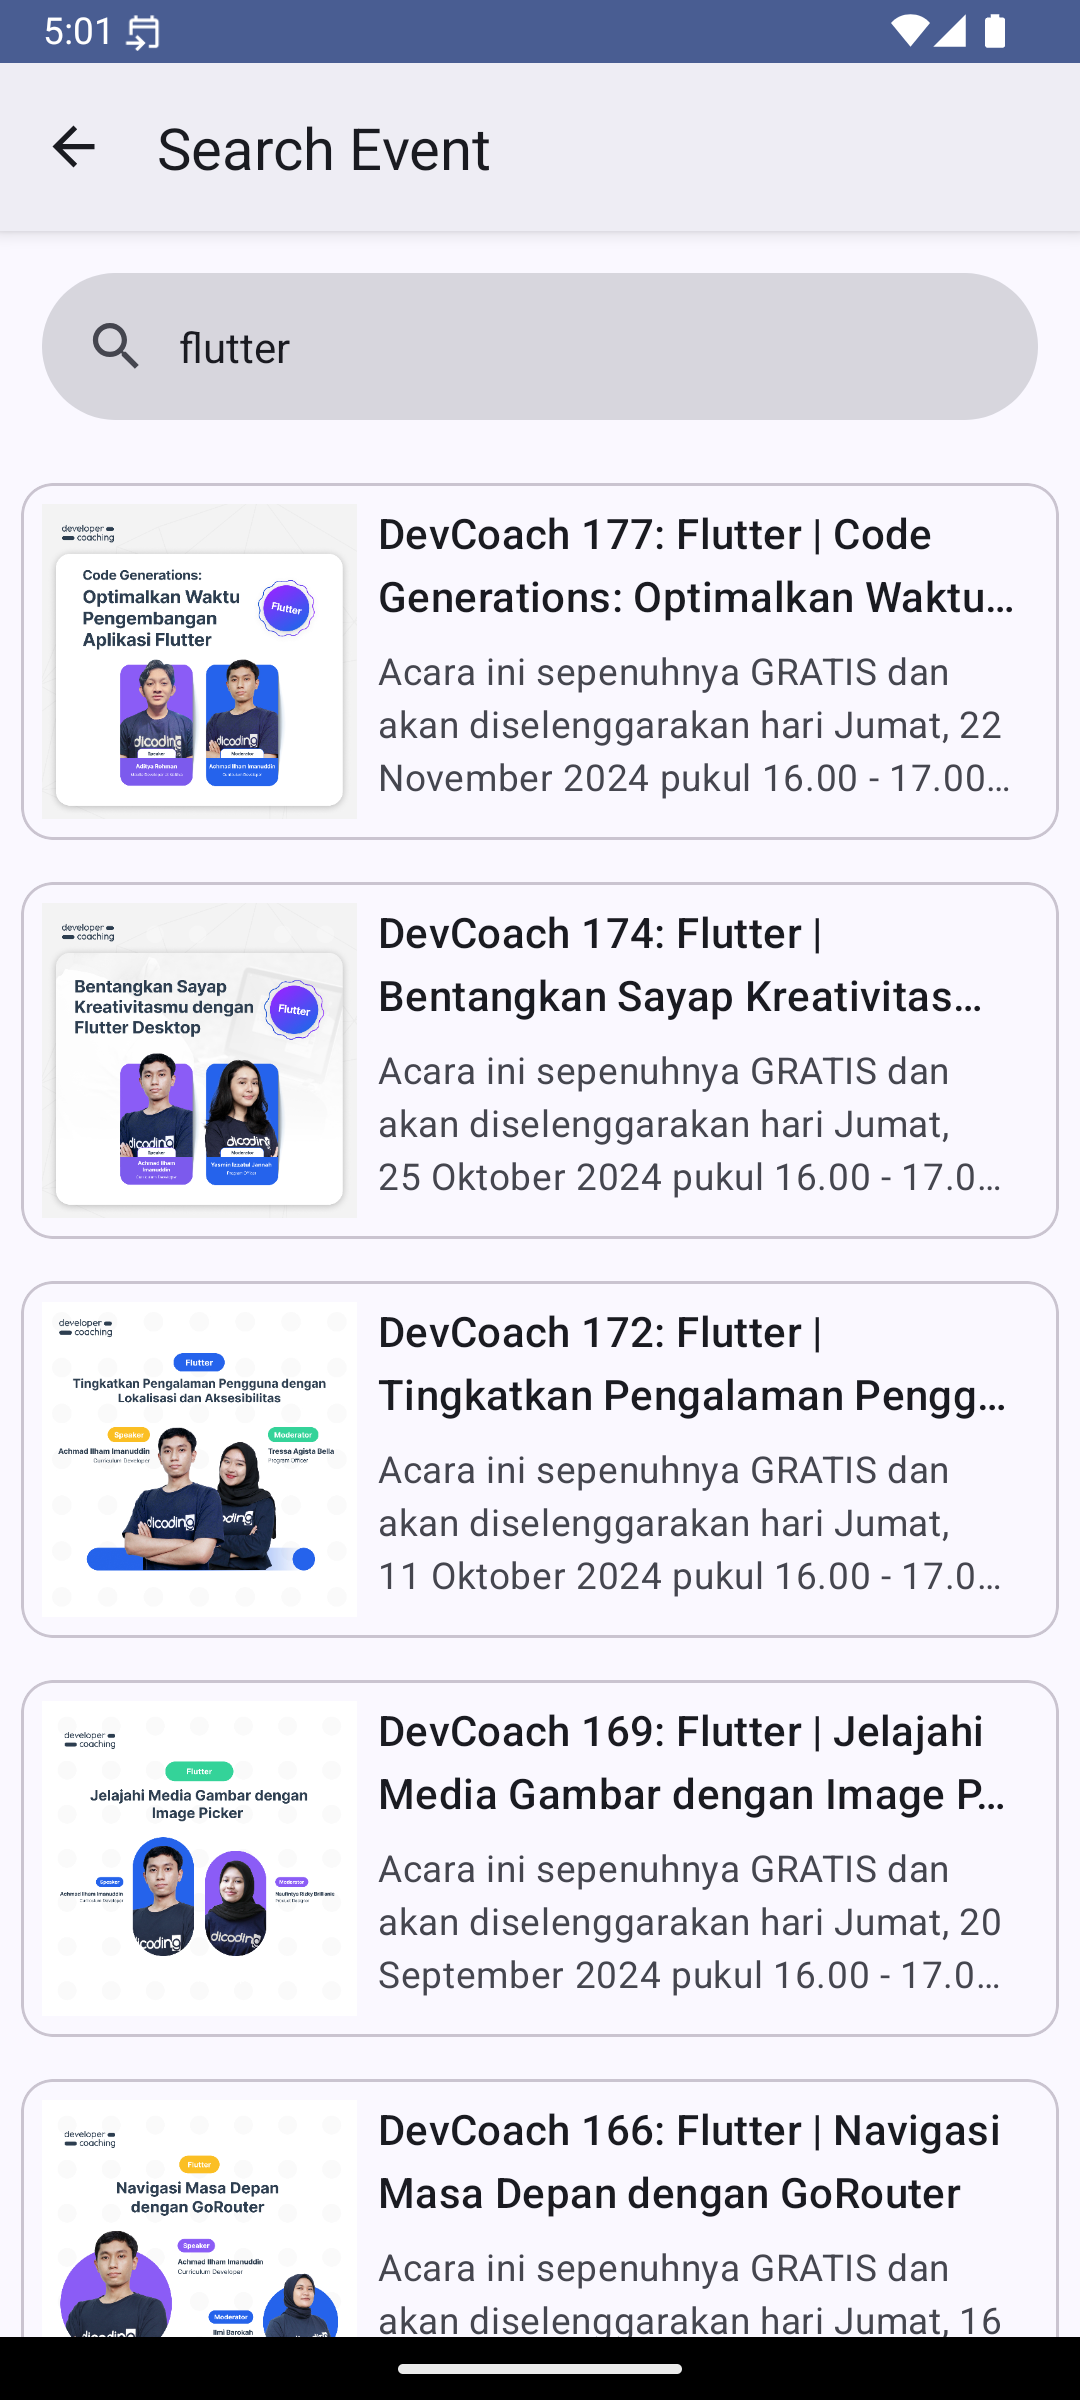 5:01
Search Event
flutter
developer
coaching
Code Generations:
Optimalkan Waktu
Pengembangan
Aplikasi Flutter
Flutter
dicoding
dicoding
Speaker
Moderator
Aditya Rohman
Achmad Ilham Imanuddin
DevCoach 177: Flutter | Code
Generations: Optimalkan Waktu...
Acara ini sepenuhnya GRATIS dan
akan diselenggarakan hari Jumat, 22
November 2024 pukul 16.00 - 17.00...
developer
coaching
Bentangkan Sayap
Kreativitasmu dengan
Flutter Desktop
Flutter
dicoding
dicoding
Speaker
Moderator
Achmad Ilham
Imanuddin
Yasmin Izzatul Jannah
Program Officer
DevCoach 174: Flutter |
Bentangkan Sayap Kreativitas...
Acara ini sepenuhnya GRATIS dan
akan diselenggarakan hari Jumat,
25 Oktober 2024 pukul 16.00 - 17.0...
developer
coaching
Flutter
Tingkatkan Pengalaman Pengguna dengan
Lokalisasi dan Aksesibilitas
Speaker
Achmad Ilham Imanuddin
Curriculum Developer
Moderator
Tressa Agista Bella
Program Officer
dicoding
DevCoach 172: Flutter |
Tingkatkan Pengalaman Pengg...
Acara ini sepenuhnya GRATIS dan
akan diselenggarakan hari Jumat,
11 Oktober 2024 pukul 16.00 - 17.0...
developer
coaching
Flutter
Jelajahi Media Gambar dengan
Image Picker
Speaker
Achmad Ilham Imanuddin
Curriculum Developer
Moderator
dicoding
DevCoach 169: Flutter | Jelajahi
Media Gambar dengan Image P...
Acara ini sepenuhnya GRATIS dan
akan diselenggarakan hari Jumat, 20
September 2024 pukul 16.00 - 17.0...
developer
coaching
Flutter
Navigasi Masa Depan
dengan GoRouter
Speaker
Achmad Ilham Imanuddin
Curriculum Developer
Moderator
Ilmi Barokah
DevCoach 166: Flutter | Navigasi
Masa Depan dengan GoRouter
Acara ini sepenuhnya GRATIS dan
akan diselenggarakan hari Jumat, 16